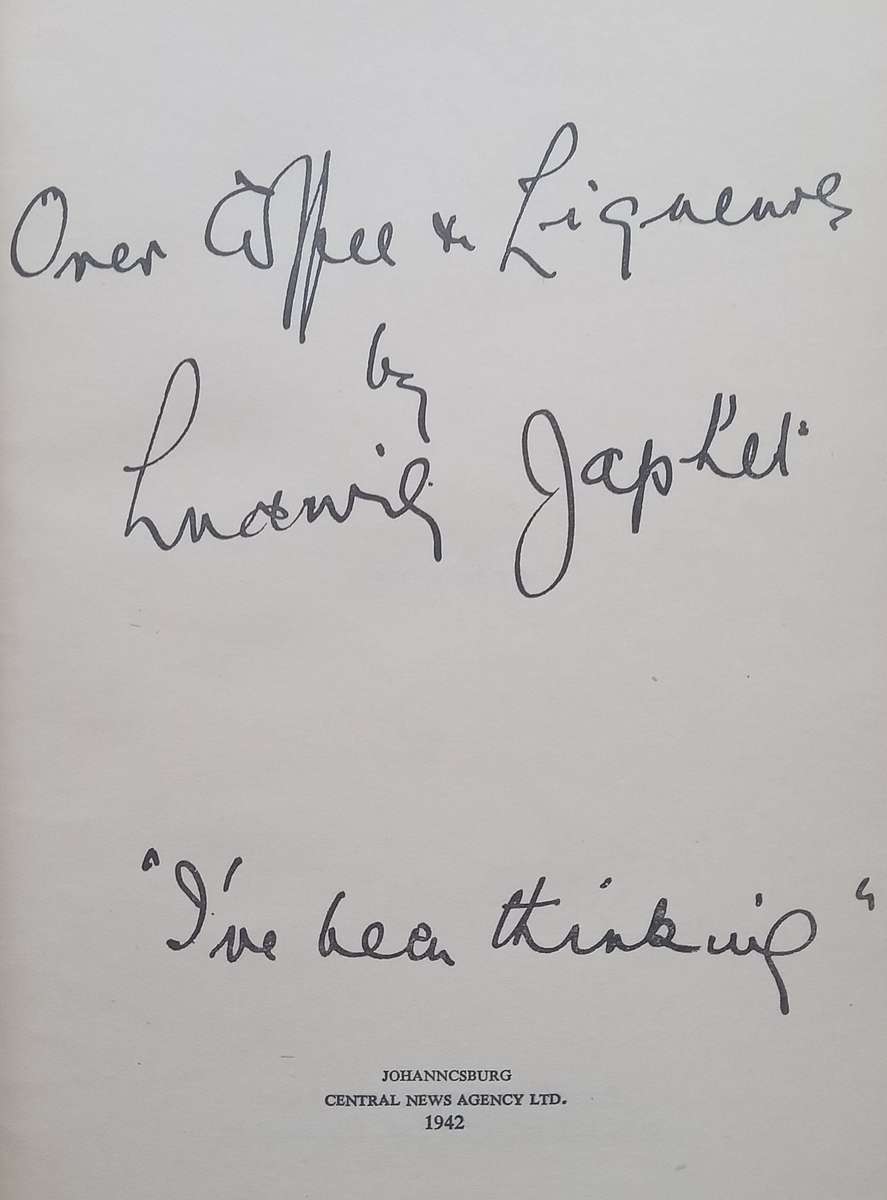 Over Coffee & Liqueurs
by
Ludwig Japhet
"I've been thinking"
JOHANNCSBURG
CENTRAL NEWS AGENCY LTD.
1942